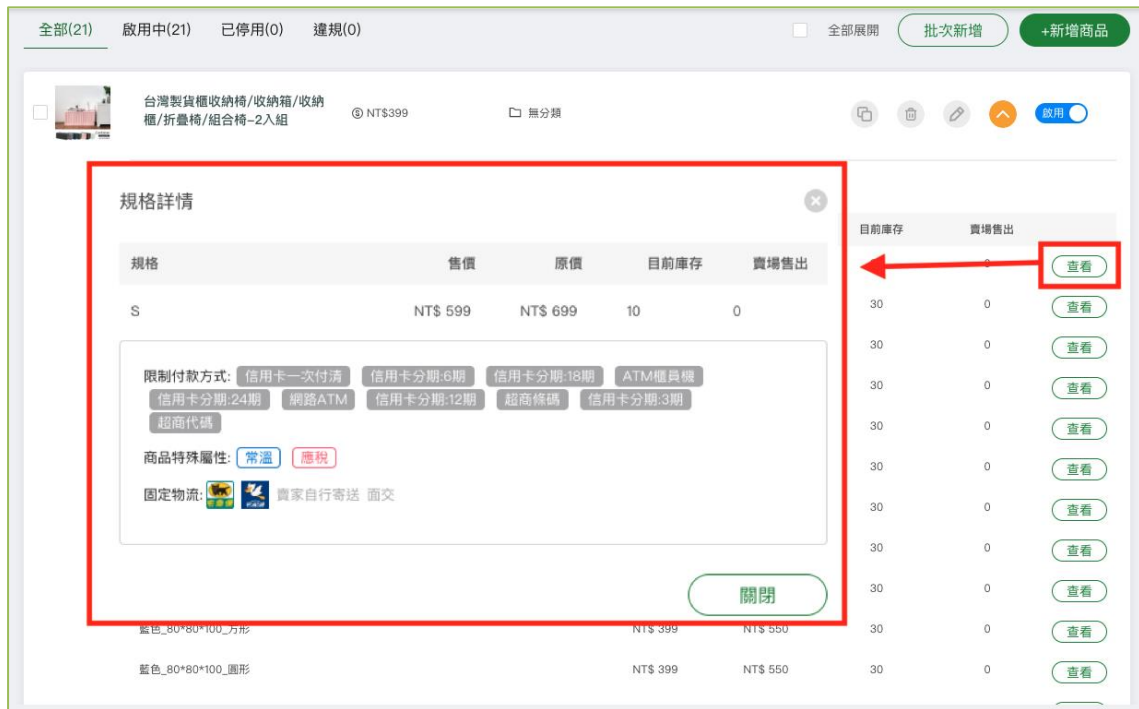 全部(21) 啟用中(21) 已停用(0) 違規(0) 全部展開 批次新增 +新增商品
台灣製貨櫃收納椅/收納箱/收納
櫃/折疊椅/組合椅-2入組 NT$399 無分類 啟用
規格詳情
目前庫存 賣場售出
規格 售價 原價 目前庫存 賣場售出
查看
S NT$ 599 NT$ 699 10 0
30 0 查看
30 0 查看
限制付款方式: 信用卡一次付清 信用卡分期:6期 信用卡分期:18期 ATM櫃員機
30 0 查看
信用卡分期:24期 網路ATM 信用卡分期:12期 超商條碼 信用卡分期:3期
超商代碼
30 0 查看
商品特殊屬性: 常溫 應稅
30 0 查看
固定物流: 賣家自行寄送 面交
30 0 查看
30 0 查看
30 0 查看
關閉
藍色_80*80*100_方形 NT$ 399 NT$ 550 30 0 查看
藍色_80*80*100_圓形 NT$ 399 NT$ 550 30 0 查看